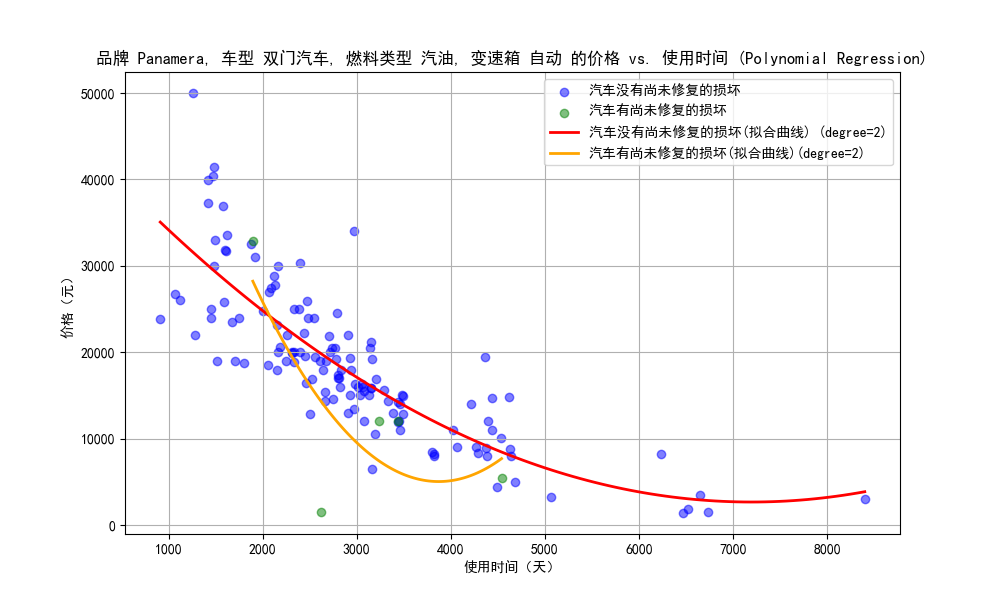 品牌 Panamera, 车型 双门汽车, 燃料类型 汽油, 变速箱 自动 的价格 vs. 使用时间 (Polynomial Regression)
汽车没有尚未修复的损坏
汽车有尚未修复的损坏
汽车没有尚未修复的损坏(拟合曲线) (degree=2)
汽车有尚未修复的损坏(拟合曲线)(degree=2)
价格（元）
50000
40000
30000
20000
10000
0
1000 2000 3000 4000 5000 6000 7000 8000
使用时间（天）